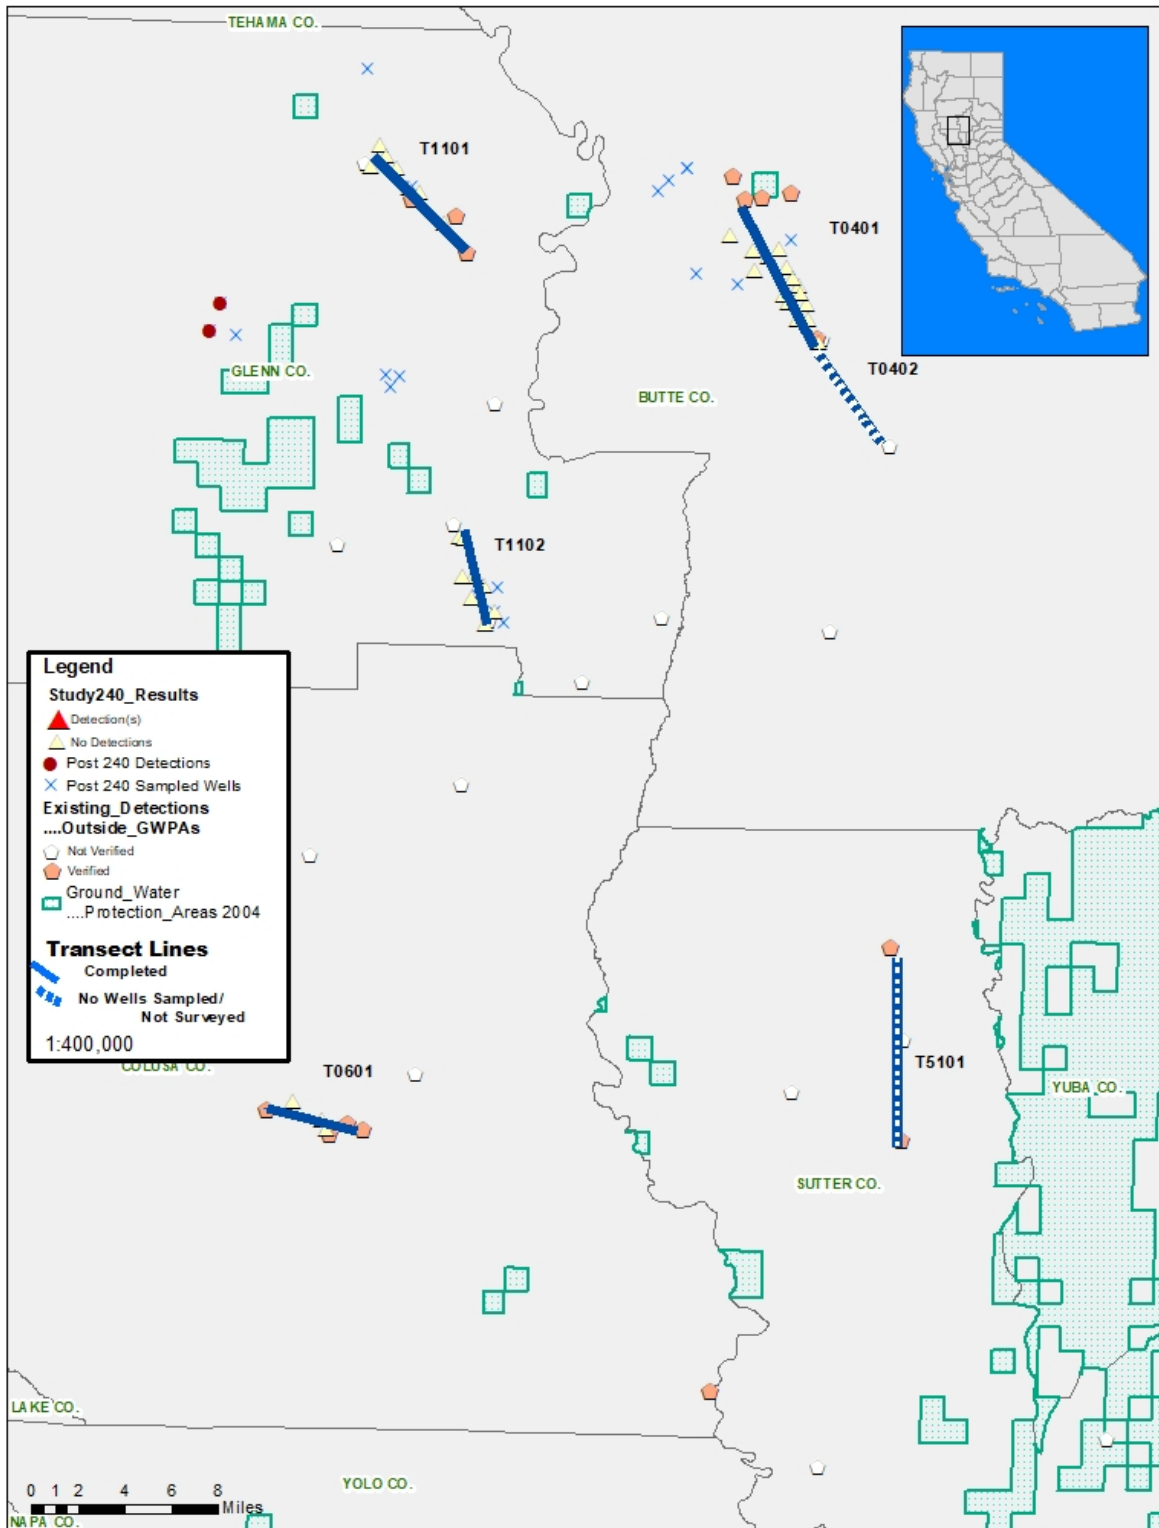 TEHAMA CO.
T1101
T0401
T0402
GLENN CO.
BUTTE CO.
T1102
Legend
Study240_Results
Detection(s)
No Detections
Post 240 Detections
Post 240 Sampled Wells
Existing_Detections
....Outside_GWPAs
Not Verified
Verified
Ground_Water
....Protection_Areas 2004
Transect Lines
Completed
No Wells Sampled/
Not Surveyed
1:400,000
COLUSA CO.
T0601
T5101
YUBA CO.
SUTTER CO.
LAKE CO.
YOLO CO.
0 1 2 4 6 8
Miles
NAPA CO.